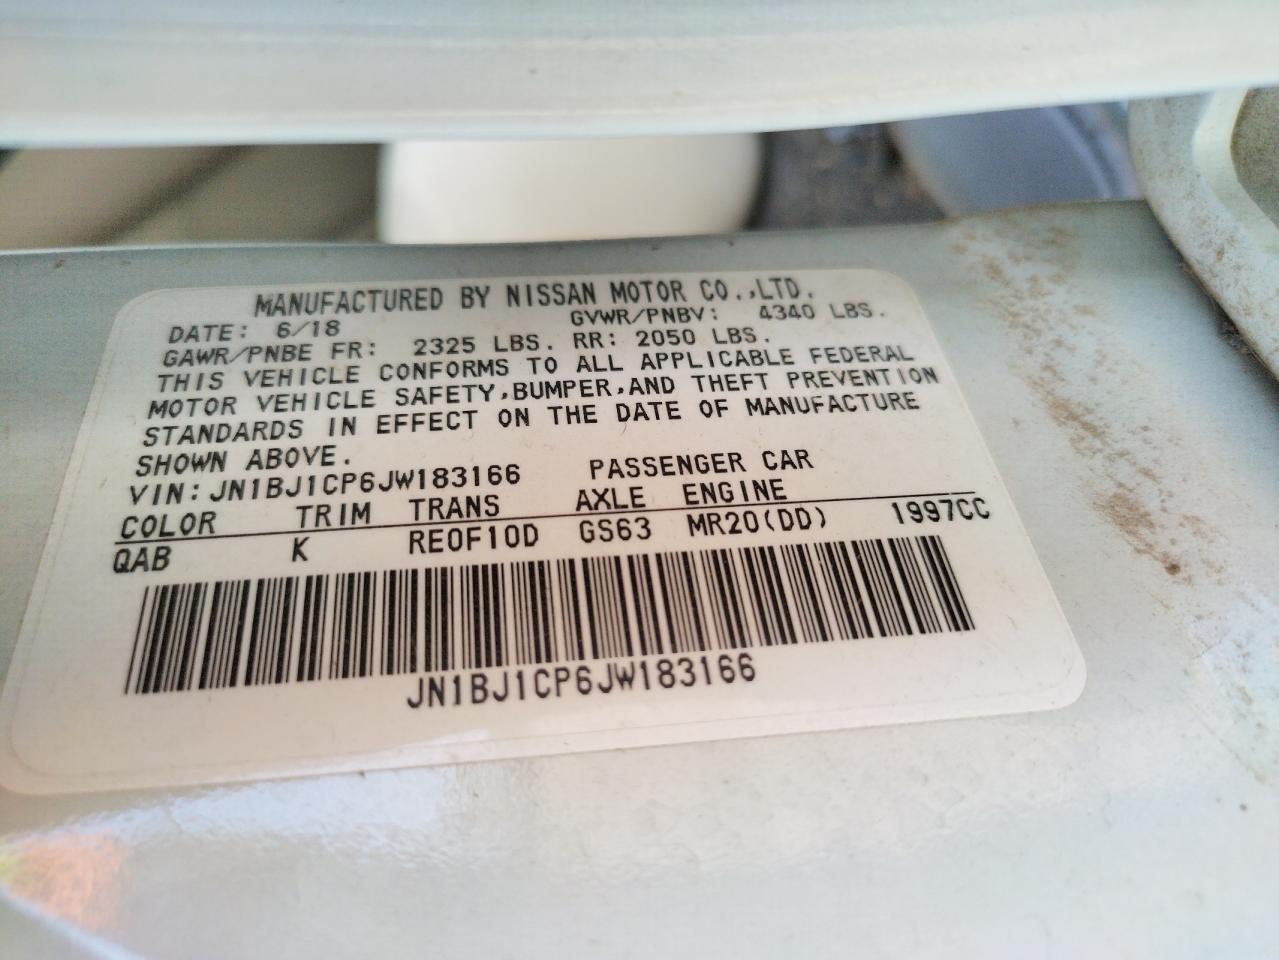 MANUFACTURED BY NISSAN MOTOR CO.,LTD.
DATE: 6/18 GVWR/PNBV: 4340 LBS.
GAWR/PNBE FR: 2325 LBS. RR: 2050 LBS.
THIS VEHICLE CONFORMS TO ALL APPLICABLE FEDERAL
MOTOR VEHICLE SAFETY,BUMPER,AND THEFT PREVENTION
STANDARDS IN EFFECT ON THE DATE OF MANUFACTURE
SHOWN ABOVE.
VIN:JN1BJ1CP6JW183166 PASSENGER CAR
COLOR TRIM TRANS AXLE ENGINE
QAB K RE0F10D GS63 MR20(DD) 1997CC
JN1BJ1CP6JW183166